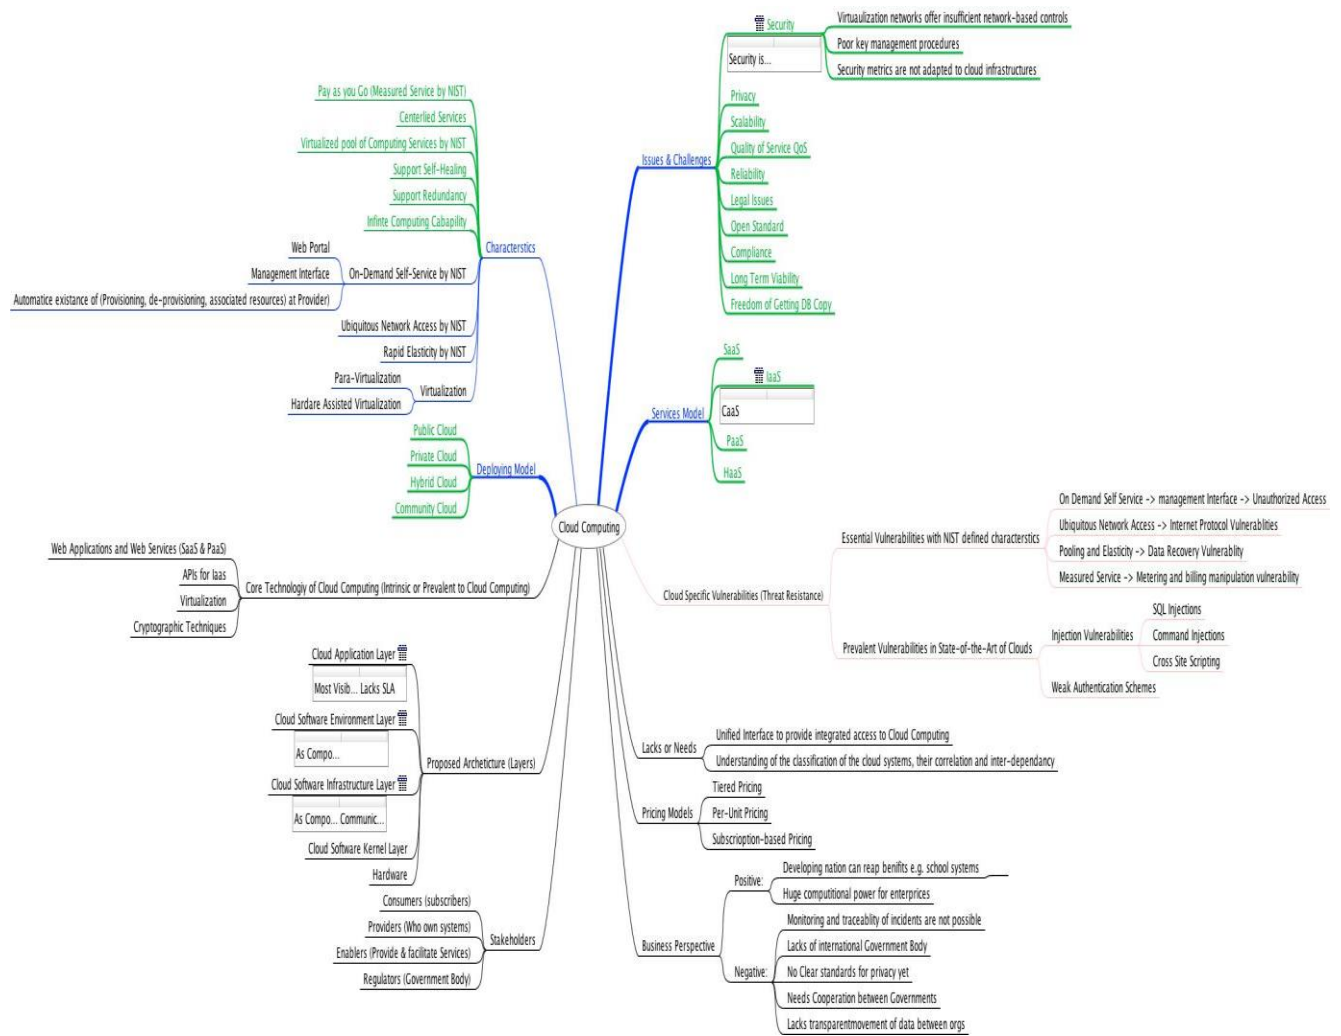 Cloud Computing
Characterstics
Pay as you Go (Measured Service by NIST)
Centerlied Services
Virtualized pool of Computing Services by NIST
Support Self-Healing
Support Redundancy
Infinte Computing Cabapility
On-Demand Self-Service by NIST
Web Portal
Management Interface
Automatice existance of (Provisioning, de-provisioning, associated resources) at Provider)
Ubiquitous Network Access by NIST
Rapid Elasticity by NIST
Virtualization
Para-Virtualization
Hardare Assisted Virtualization
Deploying Model
Public Cloud
Private Cloud
Hybrid Cloud
Community Cloud
Core Technologiy of Cloud Computing (Intrinsic or Prevalent to Cloud Computing)
Web Applications and Web Services (SaaS & PaaS)
APIs for Iaas
Virtualization
Cryptographic Techniques
Proposed Archeticture (Layers)
Cloud Application Layer
Most Visib... Lacks SLA
Cloud Software Environment Layer
As Compo...
Cloud Software Infrastructure Layer
As Compo... Communic...
Cloud Software Kernel Layer
Hardware
Stakeholders
Consumers (subscribers)
Providers (Who own systems)
Enablers (Provide & facilitate Services)
Regulators (Government Body)
Issues & Challenges
Security
Security is...
Virtuaulization networks offer insufficient network-based controls
Poor key management procedures
Security metrics are not adapted to cloud infrastructures
Privacy
Scalability
Quality of Service QoS
Reliability
Legal Issues
Open Standard
Compliance
Long Term Viability
Freedom of Getting DB Copy
Services Model
SaaS
IaaS
CaaS
PaaS
HaaS
Cloud Specific Vulnerabilities (Threat Resistance)
Essential Vulnerabilities with NIST defined characterstics
On Demand Self Service -> management Interface -> Unauthorized Access
Ubiquitous Network Access -> Internet Protocol Vulnerablities
Pooling and Elasticity -> Data Recovery Vulnerablity
Measured Service -> Metering and billing manipulation vulnerability
Prevalent Vulnerabilities in State-of-the-Art of Clouds
Injection Vulnerabilities
SQL Injections
Command Injections
Cross Site Scripting
Weak Authentication Schemes
Lacks or Needs
Unified Interface to provide integrated access to Cloud Computing
Understanding of the classification of the cloud systems, their correlation and inter-dependancy
Pricing Models
Tiered Pricing
Per-Unit Pricing
Subscrioption-based Pricing
Business Perspective
Positive:
Developing nation can reap benifits e.g. school systems
Huge computitional power for enterprices
Negative:
Monitoring and traceablity of incidents are not possible
Lacks of international Government Body
No Clear standards for privacy yet
Needs Cooperation between Governments
Lacks transparentmovement of data between orgs